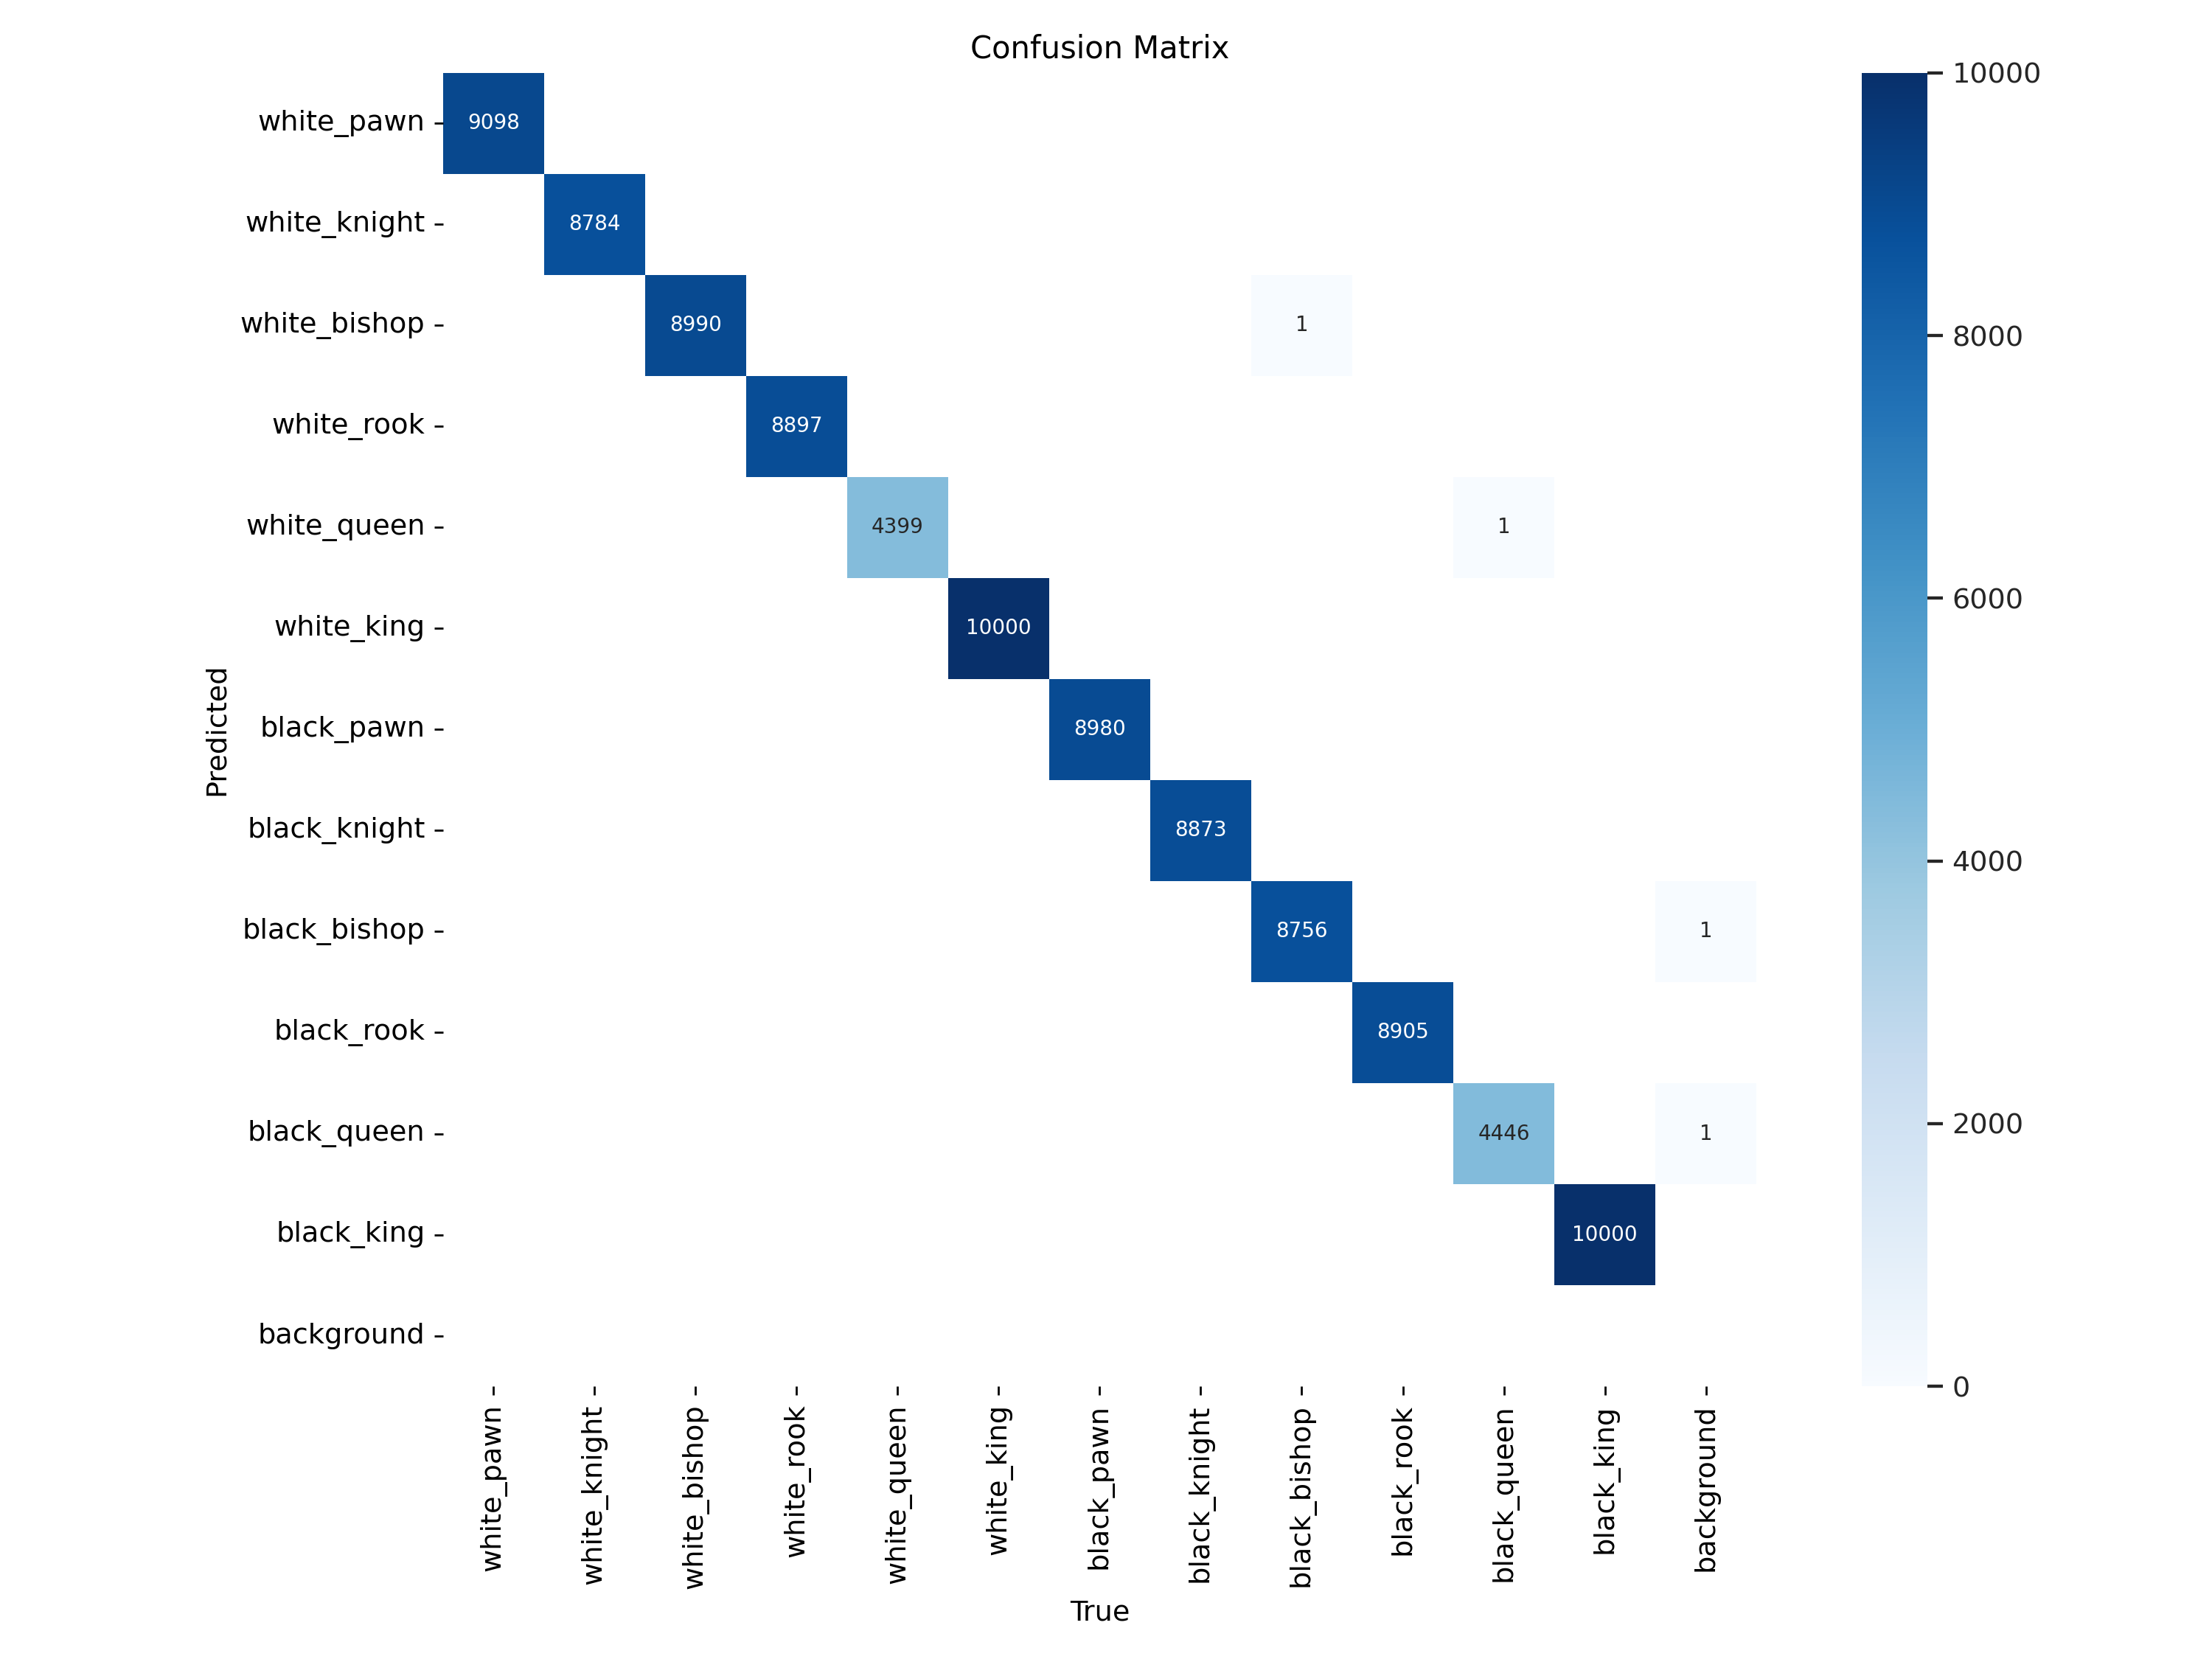 Confusion Matrix
white_pawn
9098
white_knight
8784
white_bishop
8990
1
white_rook
8897
white_queen
4399
1
white_king
10000
black_pawn
8980
black_knight
8873
black_bishop
8756
1
black_rook
8905
black_queen
4446
1
black_king
10000
background
Predicted
white_pawn
white_knight
white_bishop
white_rook
white_queen
white_king
black_pawn
black_knight
black_bishop
black_rook
black_queen
black_king
background
True
10000
8000
6000
4000
2000
0